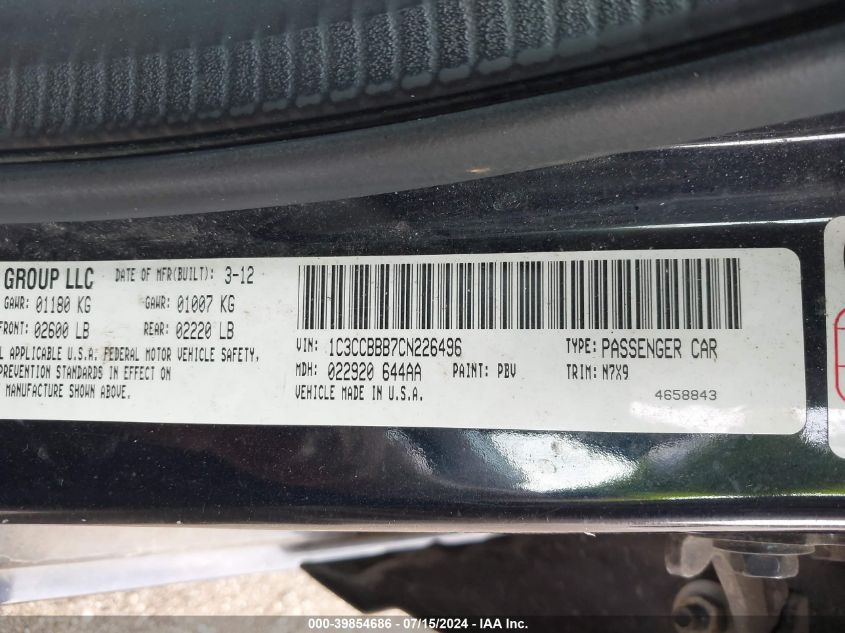 GROUP LLC DATE OF MFR(BUILT): 3-12
GAWR: 01180 KG GAWR: 01007 KG
FRONT: 02600 LB REAR: 02220 LB
APPLICABLE U.S.A. FEDERAL MOTOR VEHICLE SAFETY,
PREVENTION STANDARDS IN EFFECT ON
MANUFACTURE SHOWN ABOVE.
VIN: 1C3CCBBB7CN226496 TYPE: PASSENGER CAR
MDH: 022920 644AA PAINT: PBV TRIM: N7X9
VEHICLE MADE IN U.S.A. 4658843
000-39854686 - 07/15/2024 - IAA Inc.